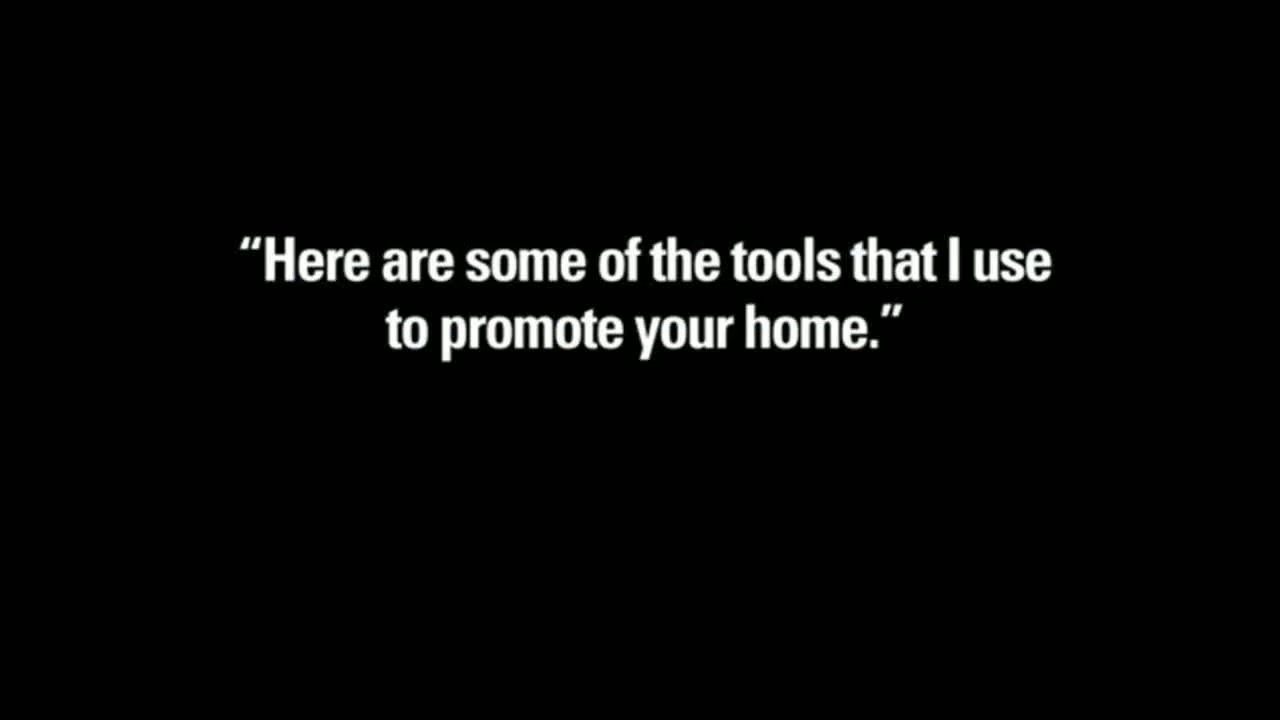 “Here are some of the tools that I use
to promote your home.”